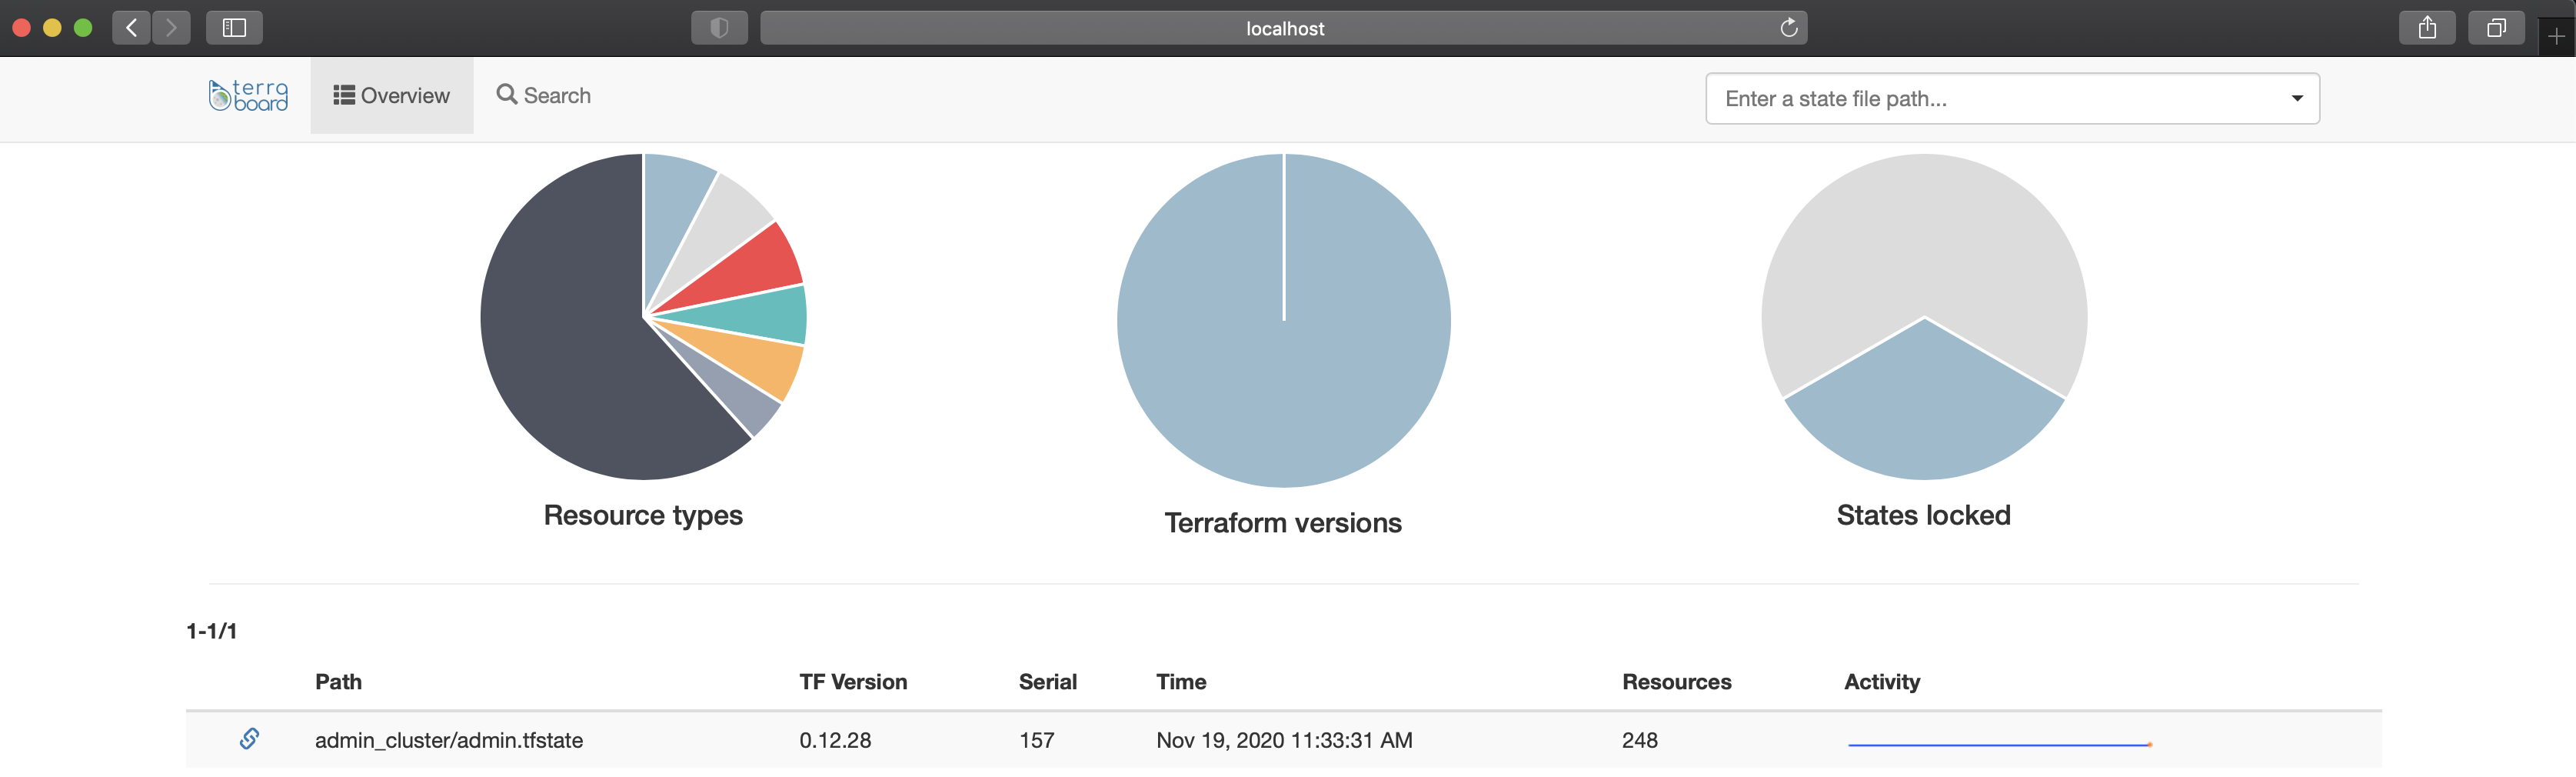 localhost
terra
board
Overview
Search
Enter a state file path...
Resource types
Terraform versions
States locked
1-1/1
Path TF Version Serial Time Resources Activity
admin_cluster/admin.tfstate 0.12.28 157 Nov 19, 2020 11:33:31 AM 248